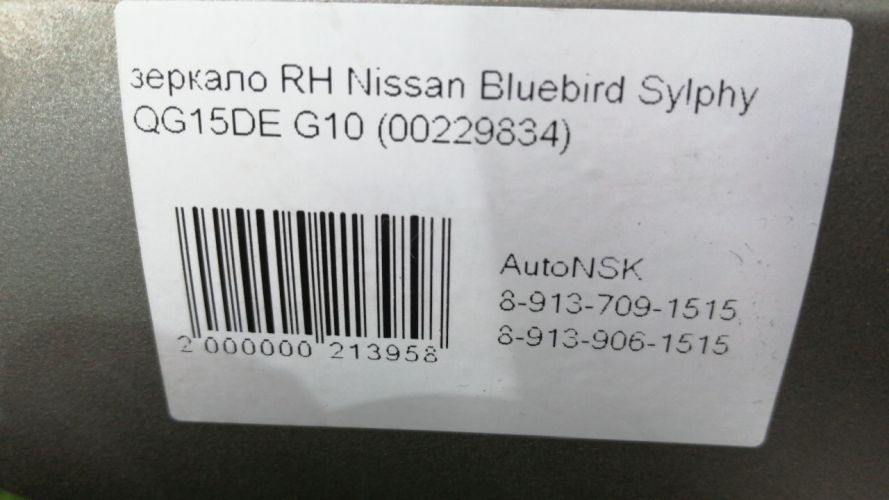 зеркало RH Nissan Bluebird Sylphy
QG15DE G10 (00229834)
AutoNSK
8-913-709-1515
8-913-906-1515
2 000000 213958